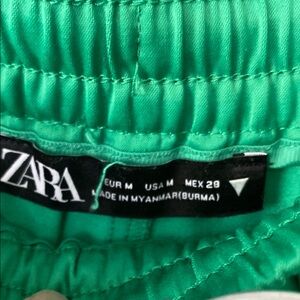 ZARA
EUR M USA M MEX 28
MADE IN MYANMAR(BURMA)